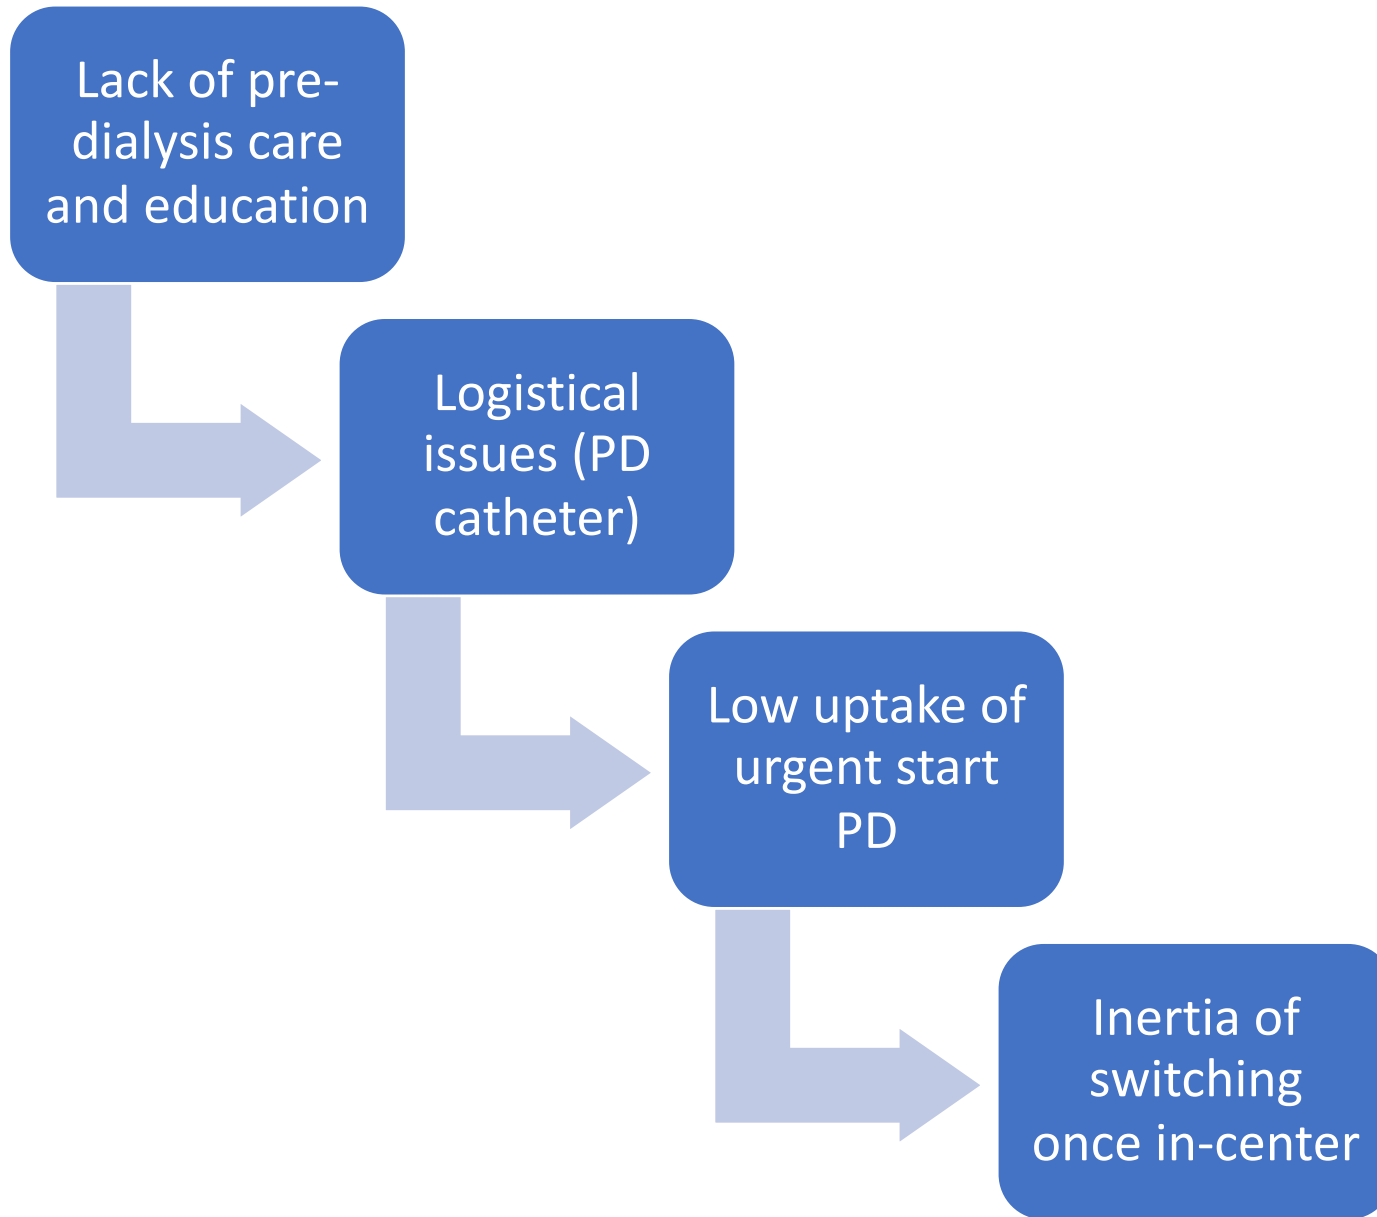 Lack of pre-
dialysis care
and education
Logistical
issues (PD
catheter)
Low uptake of
urgent start
PD
Inertia of
switching
once in-center